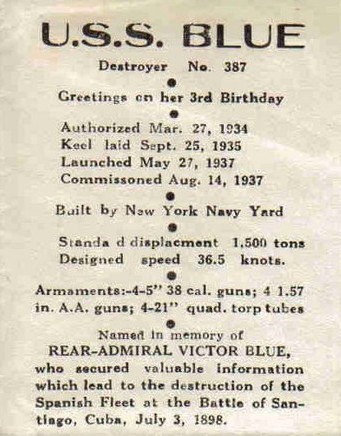 U.S.S. BLUE
Destroyer No. 387
Greetings on her 3rd Birthday
Authorized Mar. 27, 1934
Keel laid Sept. 25, 1935
Launched May 27, 1937
Commissoned Aug. 14, 1937
Built by New York Navy Yard
Standa d displacment 1,500 tons
Designed speed 36.5 knots.
Armaments:-4-5" 38 cal. guns; 4 1.57
in. A.A. guns; 4-21" quad. torp tubes
Named in memory of
REAR-ADMIRAL VICTOR BLUE,
who secured valuable information
which lead to the destruction of the
Spanish Fleet at the Battle of San-
tiago, Cuba, July 3, 1898.